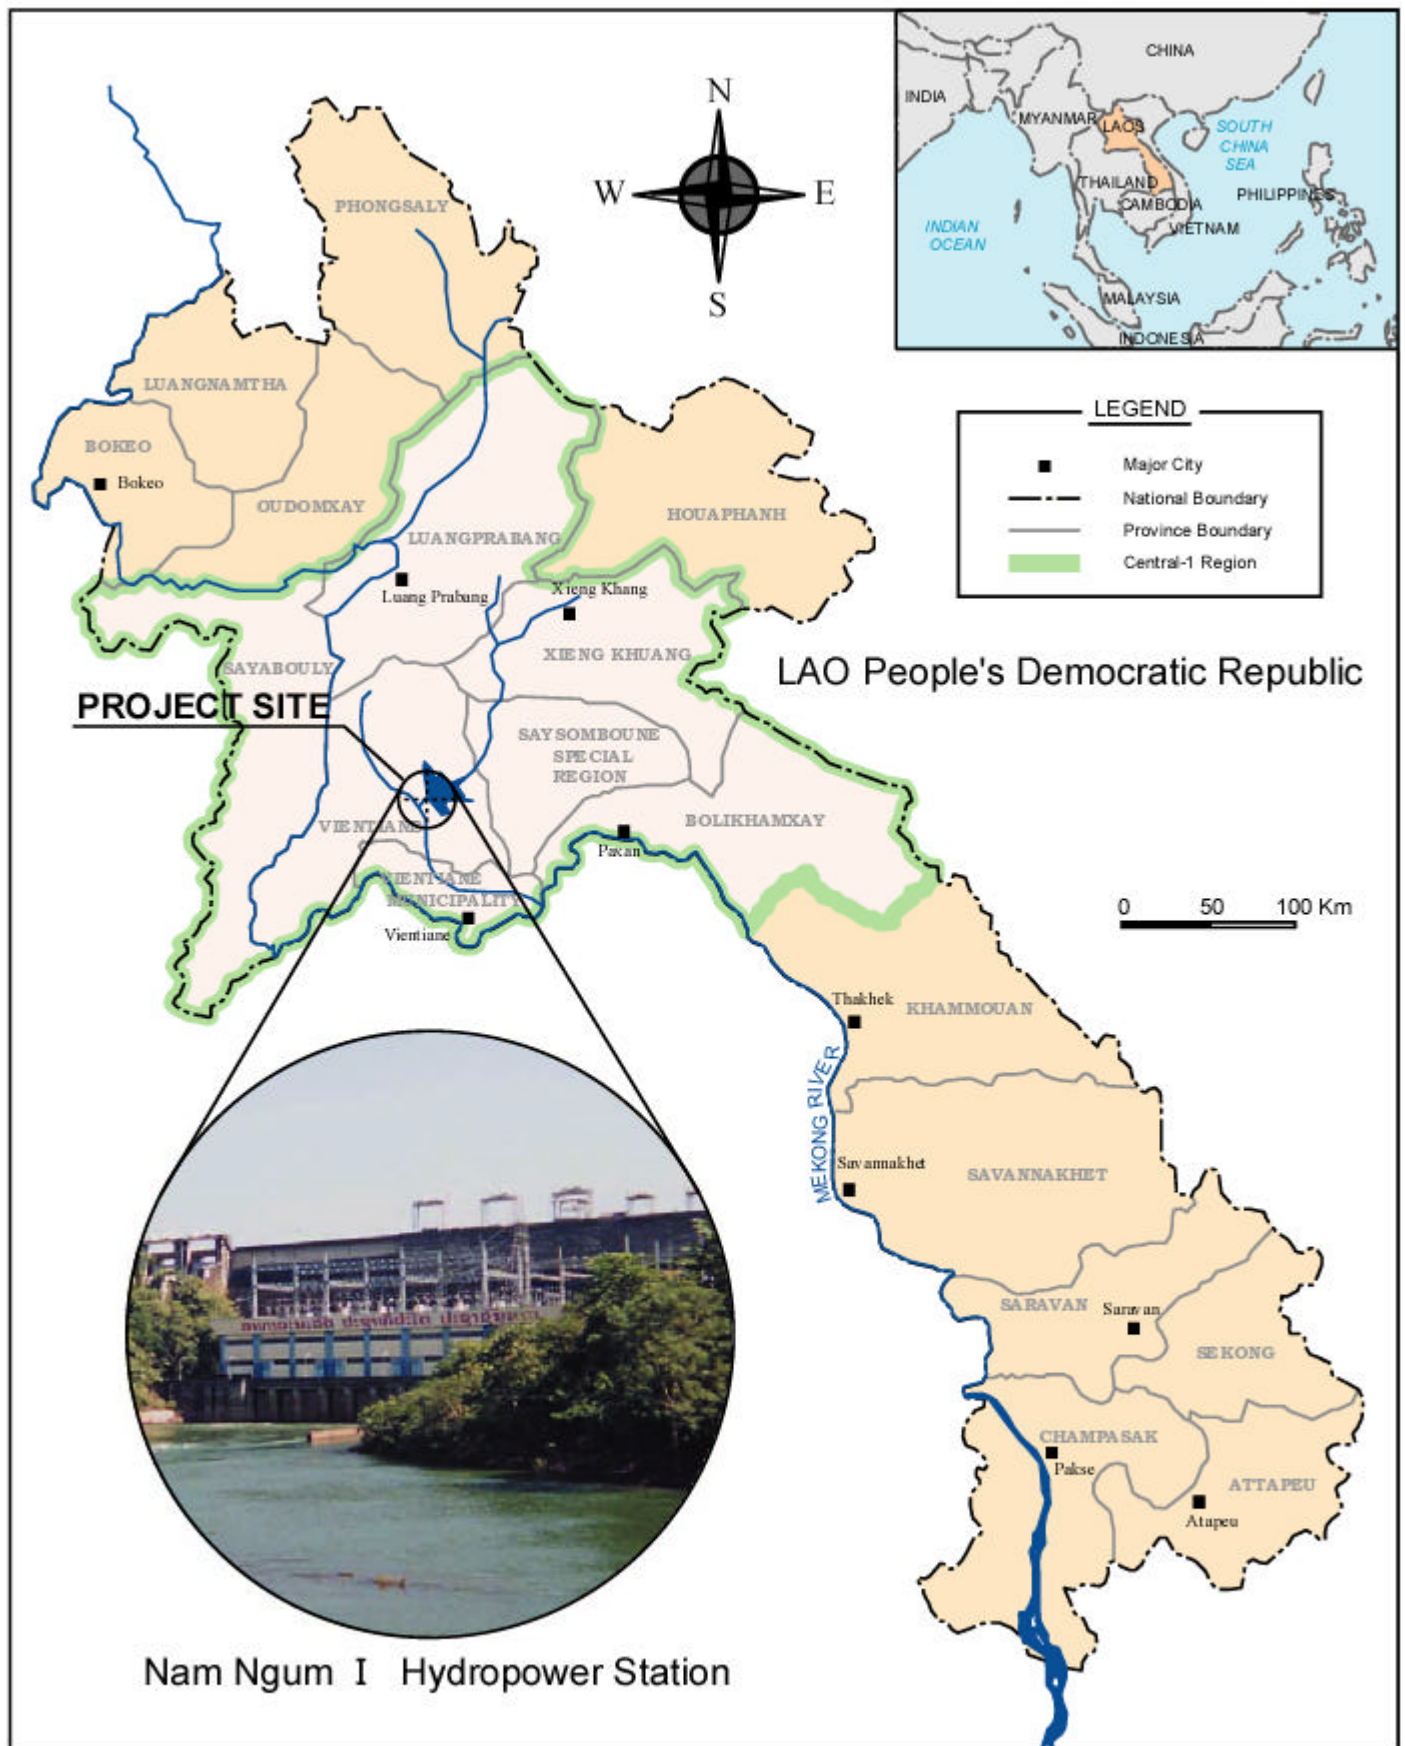 CHINA
INDIA
MYANMAR
LAOS
SOUTH
CHINA
SEA
THAILAND
PHILIPPINES
CAMBODIA
INDIAN
OCEAN
VIETNAM
MALAYSIA
INDONESIA
N
W
E
S
PHONGSALY
LUANGNAMTHA
BOKEO
Bokeo
OUDOMXAY
HOUAPHANH
LUANGPRABANG
Luang Prabang
Xieng Khang
XIENG KHUANG
SAYABOULY
PROJECT SITE
SAYSOMBOUNE
SPECIAL
REGION
VIENTIANE
BOLIKHAMXAY
Paxan
VIENTIANE
MUNICIPALITY
Vientiane
LEGEND
Major City
National Boundary
Province Boundary
Central-1 Region
LAO People's Democratic Republic
0 50 100 Km
Thakhek
KHAMMOUAN
MEKONG RIVER
Savannakhet
SAVANNAKHET
SARAVAN
Saravan
SEKONG
CHAMPASAK
Pakse
ATTAPEU
Atapeu
Nam Ngum I Hydropower Station